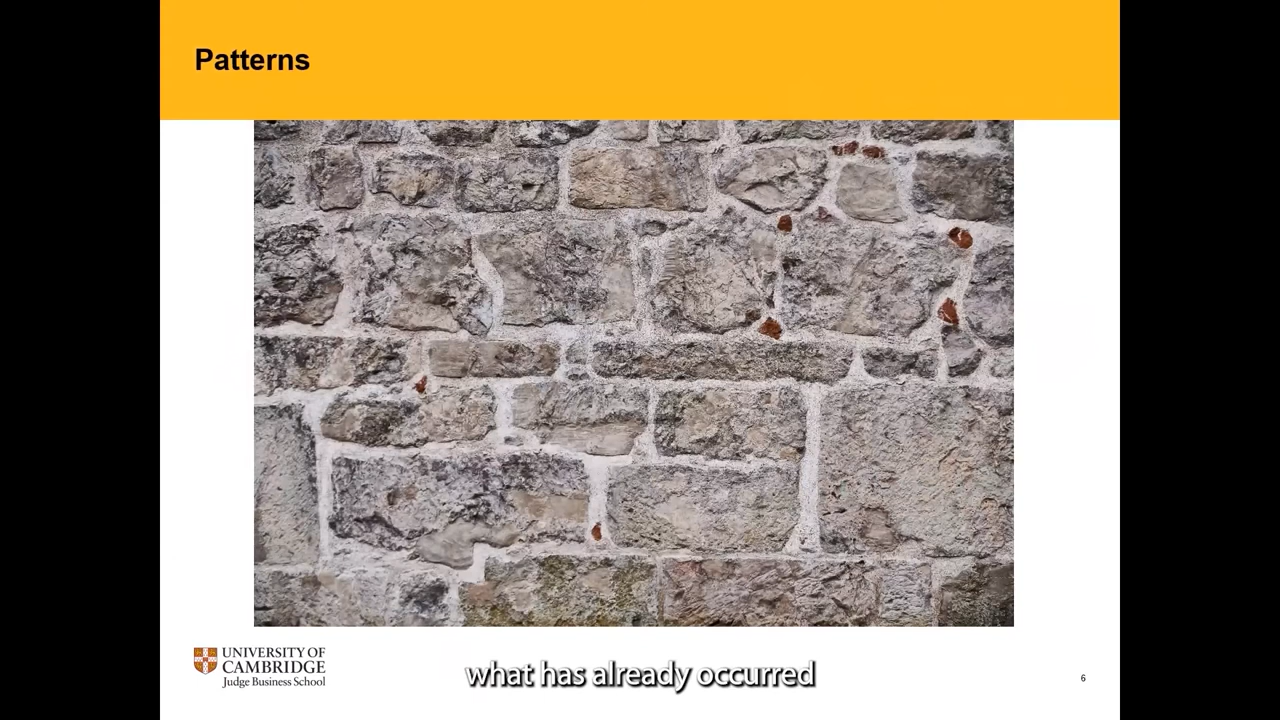 Patterns
UNIVERSITY OF
CAMBRIDGE
Judge Business School
what has already occurred
6